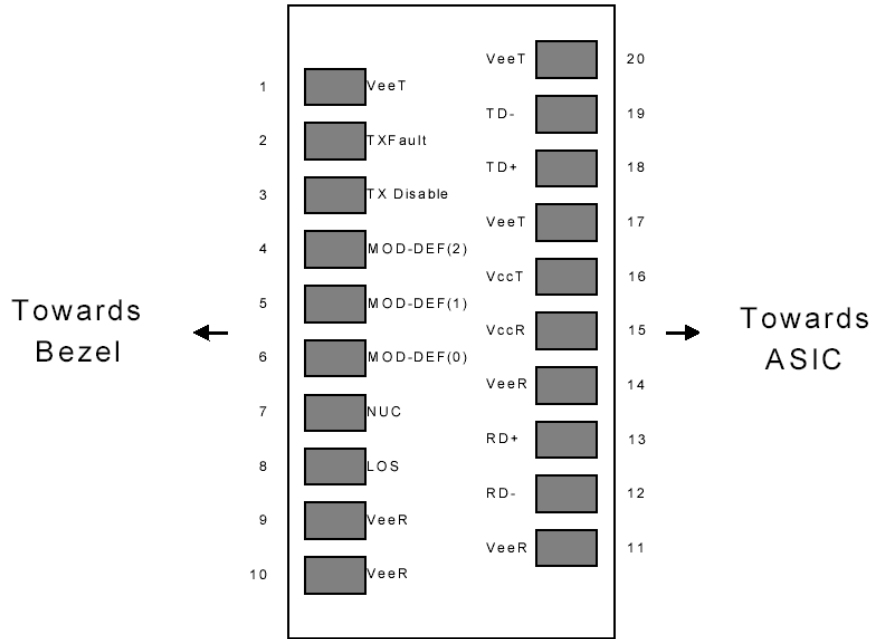 VeeT 20
1 VeeT
TD- 19
2 TXFault
TD+ 18
3 TX Disable
VeeT 17
4 MOD-DEF(2)
VccT 16
5 MOD-DEF(1)
Towards
Bezel
VccR 15
Towards
ASIC
6 MOD-DEF(0)
VeeR 14
7 NUC
RD+ 13
8 LOS
RD- 12
9 VeeR
VeeR 11
10 VeeR